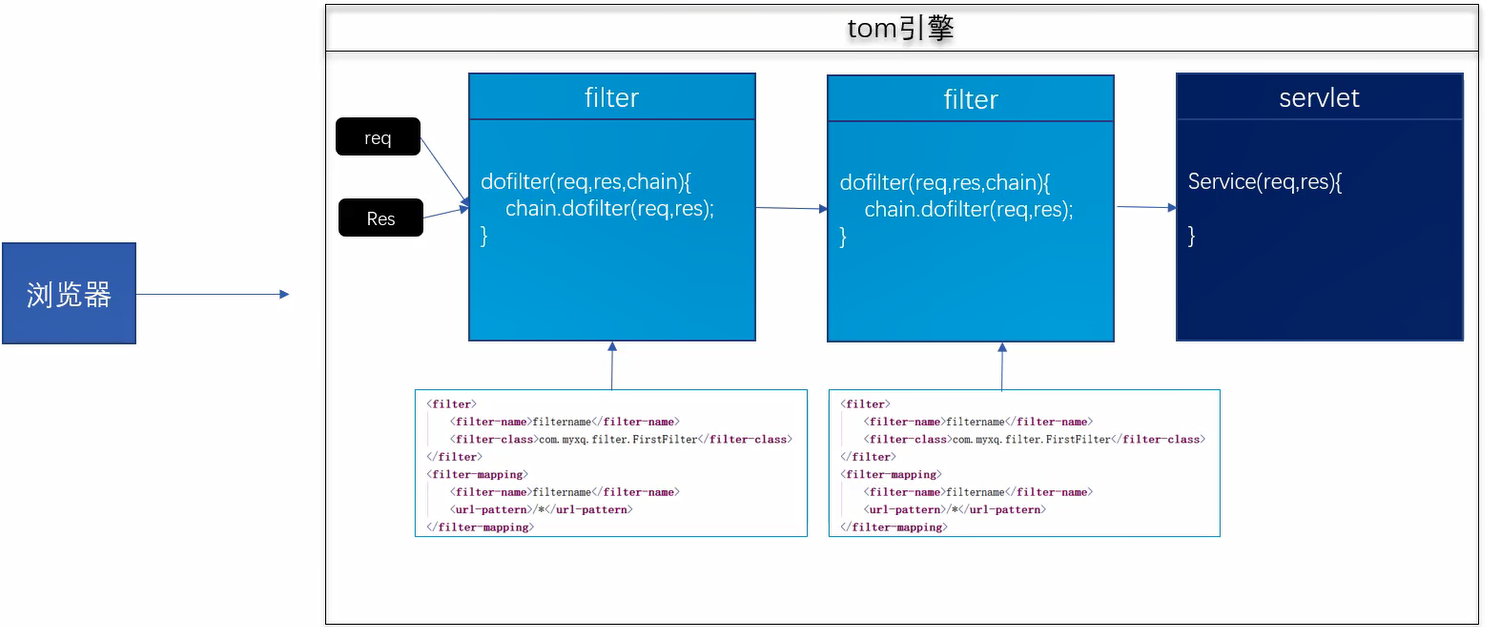 tom引擎
浏览器
req
Res
filter
dofilter(req,res,chain){
chain.dofilter(req,res);
}
filter
dofilter(req,res,chain){
chain.dofilter(req,res);
}
servlet
Service(req,res){
}
<filter>
<filter-name>filtername</filter-name>
<filter-class>com.myxq.filter.FirstFilter</filter-class>
</filter>
<filter-mapping>
<filter-name>filtername</filter-name>
<url-pattern>/*</url-pattern>
</filter-mapping>
<filter>
<filter-name>filtername</filter-name>
<filter-class>com.myxq.filter.FirstFilter</filter-class>
</filter>
<filter-mapping>
<filter-name>filtername</filter-name>
<url-pattern>/*</url-pattern>
</filter-mapping>